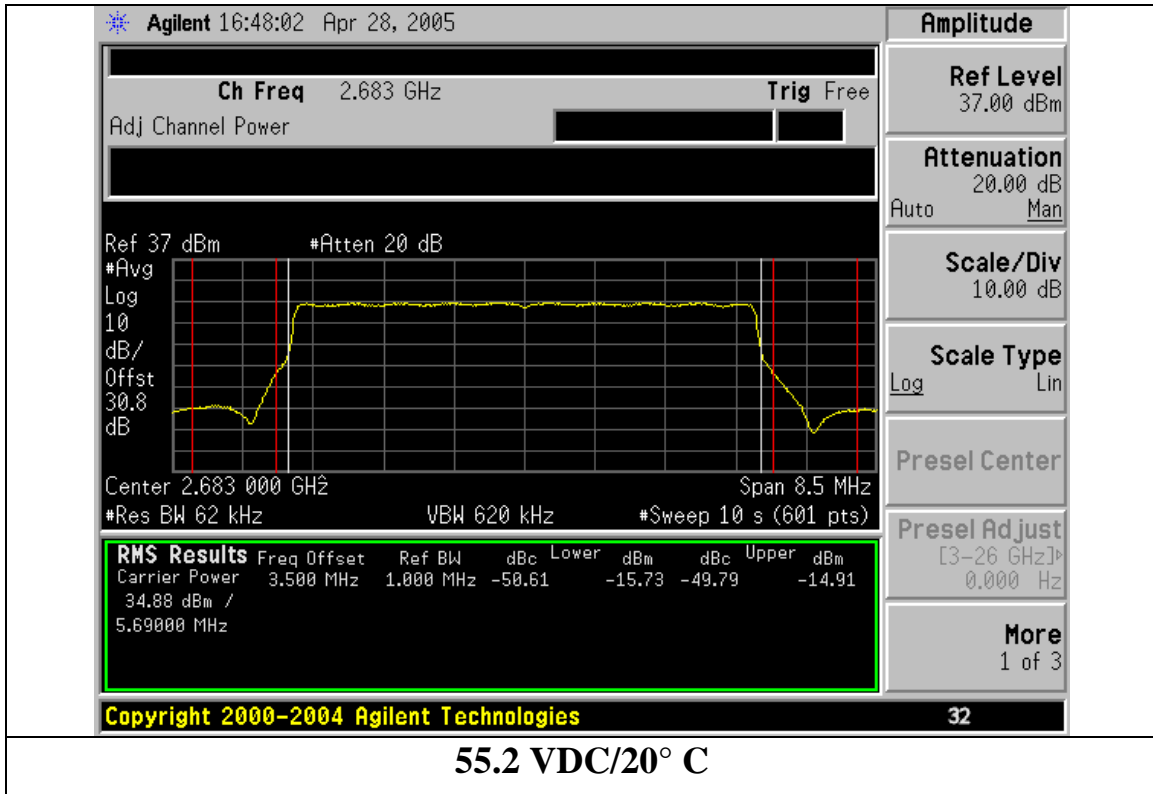 Agilent 16:48:02 Apr 28, 2005
Ch Freq 2.683 GHz Trig Free
Adj Channel Power
Ref 37 dBm #Atten 20 dB
#Avg
Log
10
dB/
Offst
30.8
dB
Center 2.683 000 GHz Span 8.5 MHz
#Res BW 62 kHz VBW 620 kHz #Sweep 10 s (601 pts)
RMS Results Freq Offset Ref BW dBc Lower dBm dBc Upper dBm
Carrier Power 3.500 MHz 1.000 MHz -50.61 -15.73 -49.79 -14.91
34.88 dBm /
5.69000 MHz
Copyright 2000-2004 Agilent Technologies
Amplitude
Ref Level
37.00 dBm
Attenuation
20.00 dB
Auto Man
Scale/Div
10.00 dB
Scale Type
Log Lin
Presel Center
Presel Adjust
[3-26 GHz]
0.000 Hz
More
1 of 3
32
55.2 VDC/20° C